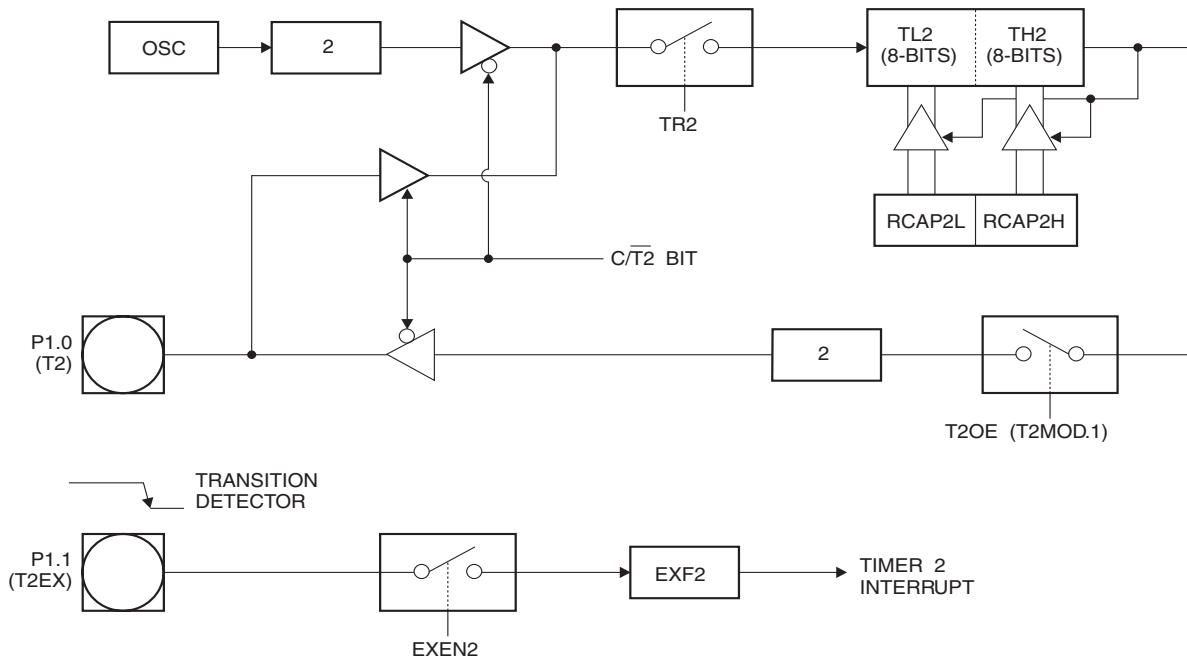 OSC
2
TR2
TL2
(8-BITS)
TH2
(8-BITS)
RCAP2L
RCAP2H
C/T̅2̅ BIT
P1.0
(T2)
2
T2OE (T2MOD.1)
TRANSITION
DETECTOR
P1.1
(T2EX)
EXF2
TIMER 2
INTERRUPT
EXEN2